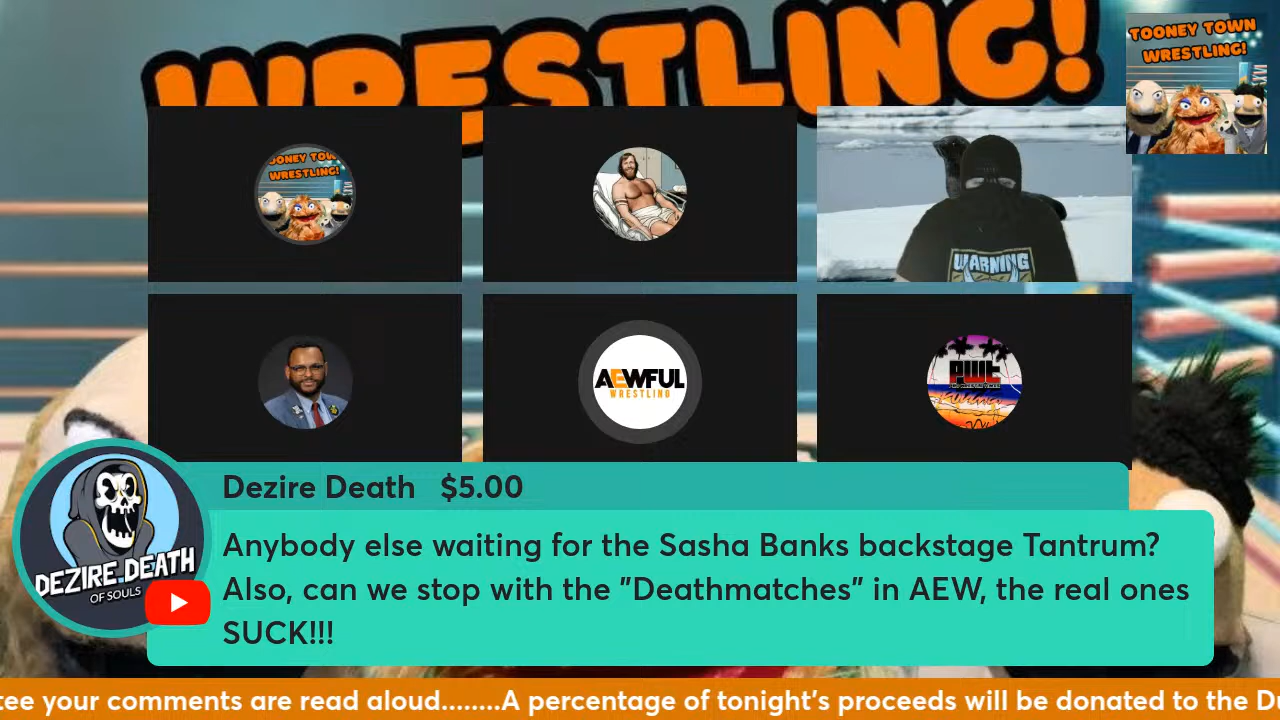 WRESTLING!
TOONEY TOWN
WRESTLING!
TOONEY TOWN
WRESTLING!
WARNING
AEWFUL
WRESTLING
PWT
Dezire Death $5.00
Anybody else waiting for the Sasha Banks backstage Tantrum?
Also, can we stop with the "Deathmatches" in AEW, the real ones
SUCK!!!
DEZIRE.DEATH
OF SOULS
tee your comments are read aloud........A percentage of tonight's proceeds will be donated to the D